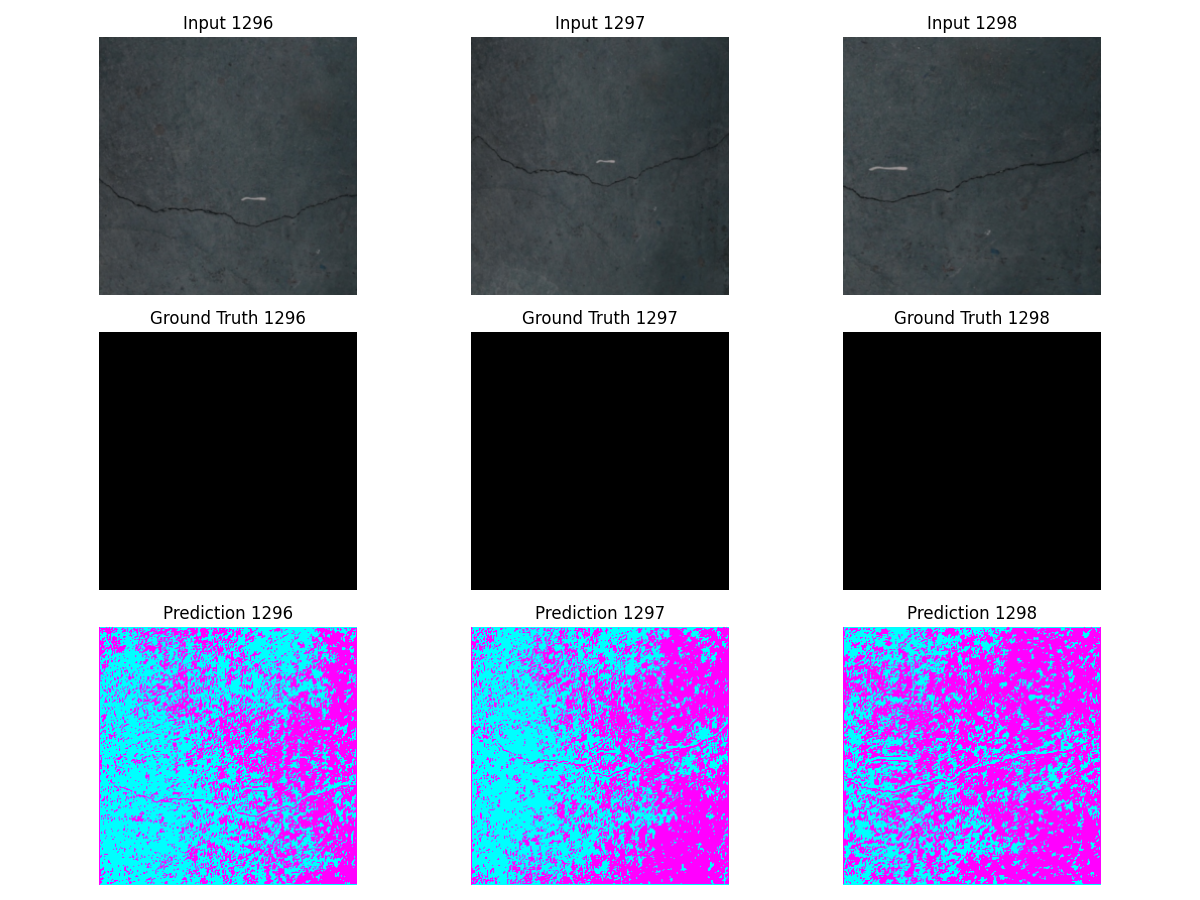 Input 1296
Input 1297
Input 1298
Ground Truth 1296
Ground Truth 1297
Ground Truth 1298
Prediction 1296
Prediction 1297
Prediction 1298